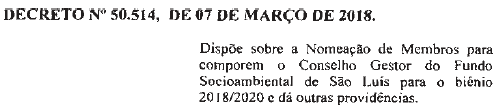 DECRETO Nº 50.514, DE 07 DE MARÇO DE 2018.
Dispõe sobre a Nomeação de Membros para
comporem o Conselho Gestor do Fundo
Socioambiental de São Luís para o biênio
2018/2020 e dá outras providências.